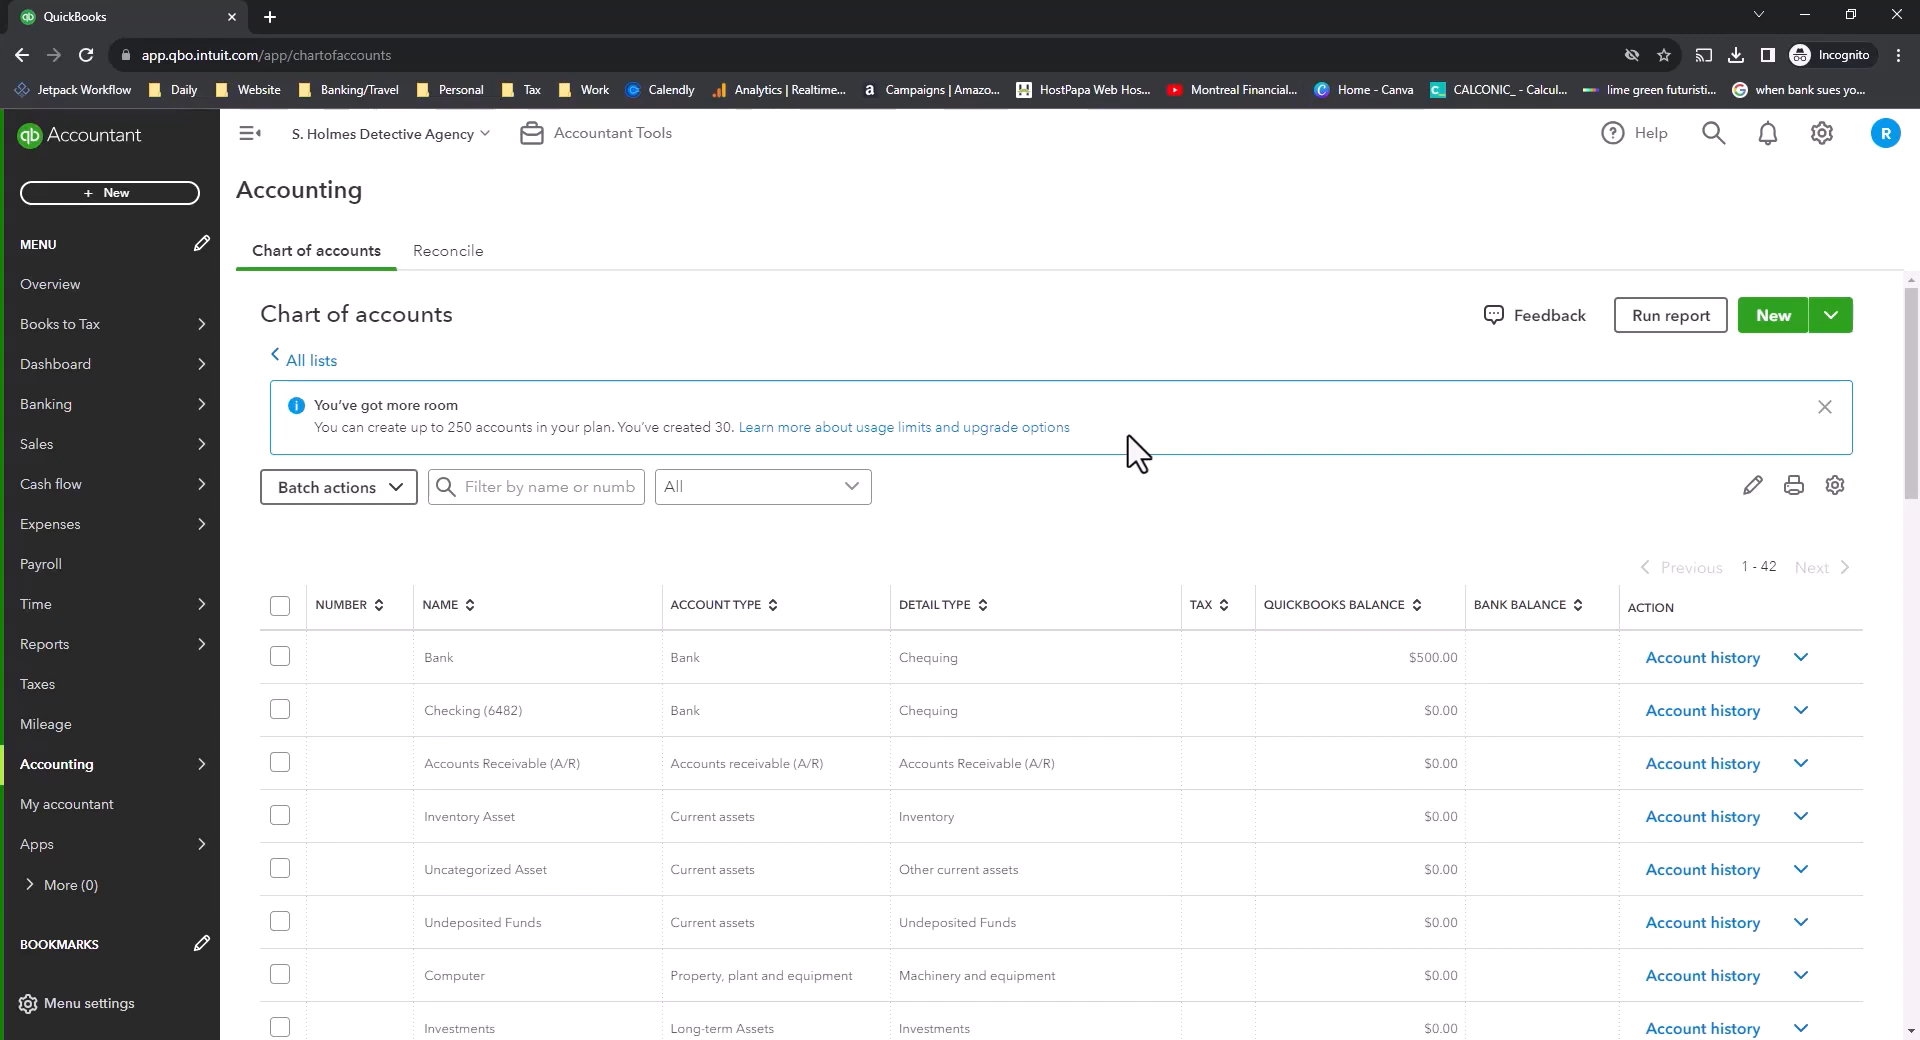 QuickBooks
app.qbo.intuit.com/app/chartofaccounts
Incognito
Jetpack Workflow Daily Website Banking/Travel Personal Tax Work Calendly Analytics | Realtime... Campaigns | Amazo... HostPapa Web Hos... Montreal Financial... Home - Canva CALCONIC_ - Calcul... lime green futuristi... when bank sues yo...
qb Accountant
S. Holmes Detective Agency
Accountant Tools
Help
R
+ New
MENU
Overview
Books to Tax
Dashboard
Banking
Sales
Cash flow
Expenses
Payroll
Time
Reports
Taxes
Mileage
Accounting
My accountant
Apps
More (0)
BOOKMARKS
Menu settings
Accounting
Chart of accounts Reconcile
Chart of accounts
Feedback
Run report
New
All lists
You've got more room
You can create up to 250 accounts in your plan. You've created 30. Learn more about usage limits and upgrade options
Batch actions
Filter by name or numb
All
Previous 1 - 42 Next
NUMBER NAME ACCOUNT TYPE DETAIL TYPE TAX QUICKBOOKS BALANCE BANK BALANCE ACTION
Bank Bank Chequing $500.00 Account history
Checking (6482) Bank Chequing $0.00 Account history
Accounts Receivable (A/R) Accounts receivable (A/R) Accounts Receivable (A/R) $0.00 Account history
Inventory Asset Current assets Inventory $0.00 Account history
Uncategorized Asset Current assets Other current assets $0.00 Account history
Undeposited Funds Current assets Undeposited Funds $0.00 Account history
Computer Property, plant and equipment Machinery and equipment $0.00 Account history
Investments Long-term Assets Investments $0.00 Account history